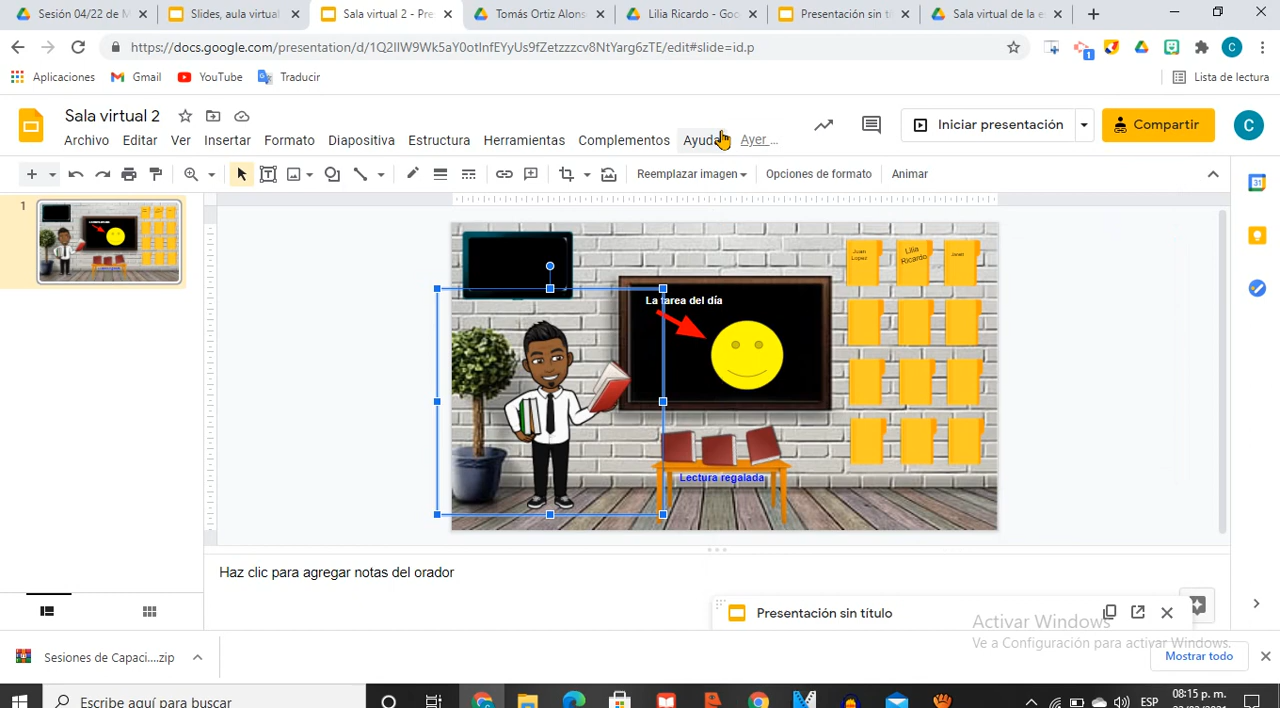 Sesión 04/22 de M
Slides, aula virtual
Sala virtual 2 - Pre
Tomás Ortiz Alons
Lilia Ricardo - Goo
Presentación sin t
Sala virtual de la e
https://docs.google.com/presentation/d/1Q2IIW9Wk5aY0otInfEYyUs9fZetzzzcv8NtYarg6zTE/edit#slide=id.p
1
C
Aplicaciones
Gmail
YouTube
Traducir
Lista de lectura
Sala virtual 2
Archivo
Editar
Ver
Insertar
Formato
Diapositiva
Estructura
Herramientas
Complementos
Ayuda
Ayer ...
Iniciar presentación
Compartir
C
Reemplazar imagen
Opciones de formato
Animar
31
1
La tarea del día
Juan
Lopez
Lilia
Ricardo
Lectura regalada
Haz clic para agregar notas del orador
Presentación sin título
Activar Windows
Ve a Configuración para activar Windows.
Sesiones de Capaci....zip
Mostrar todo
Escribe aquí para buscar
ESP
08:15 p. m.